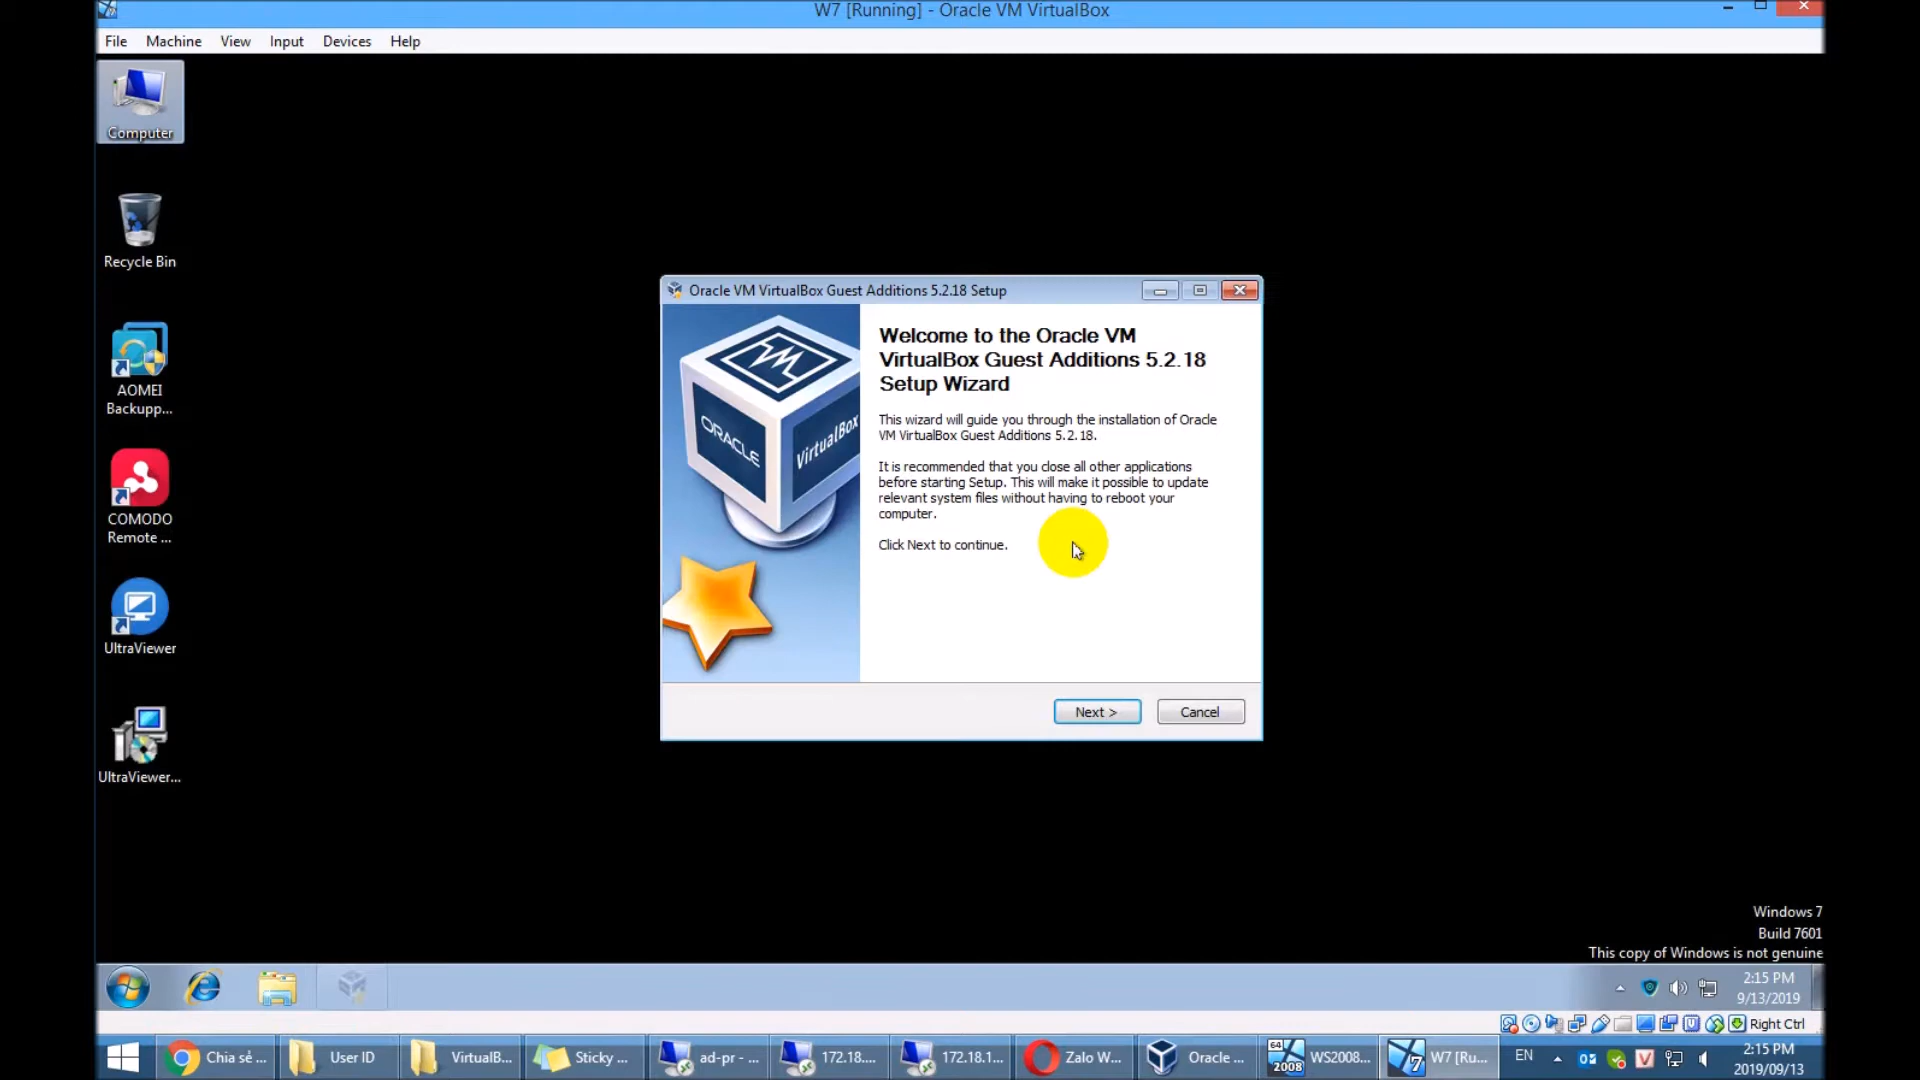 W7 [Running] - Oracle VM VirtualBox
File Machine View Input Devices Help
Computer
Recycle Bin
AOMEI
Backupp...
COMODO
Remote ...
UltraViewer
UltraViewer...
Oracle VM VirtualBox Guest Additions 5.2.18 Setup
ORACLE
VirtualBox
Welcome to the Oracle VM
VirtualBox Guest Additions 5.2.18
Setup Wizard
This wizard will guide you through the installation of Oracle
VM VirtualBox Guest Additions 5.2.18.
It is recommended that you close all other applications
before starting Setup. This will make it possible to update
relevant system files without having to reboot your
computer.
Click Next to continue.
Next >
Cancel
Windows 7
Build 7601
This copy of Windows is not genuine
2:15 PM
9/13/2019
Right Ctrl
Chia sẻ ...
User ID
VirtualB...
Sticky ...
ad-pr - ...
172.18....
172.18.1...
Zalo W...
Oracle ...
64
2008
WS2008...
7
W7 [Ru...
EN
2:15 PM
2019/09/13